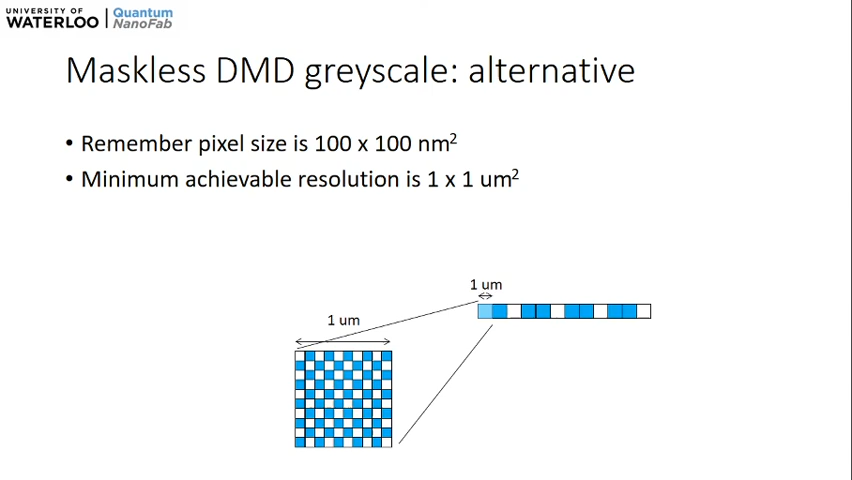 UNIVERSITY OF
WATERLOO | Quantum NanoFab
Maskless DMD greyscale: alternative
• Remember pixel size is 100 x 100 nm²
• Minimum achievable resolution is 1 x 1 um²
1 um
1 um